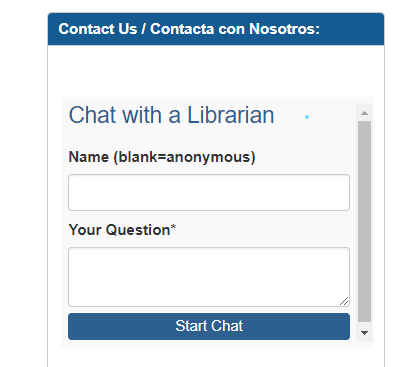 Contact Us / Contacta con Nosotros:
Chat with a Librarian
Name (blank=anonymous)
Your Question*
Start Chat